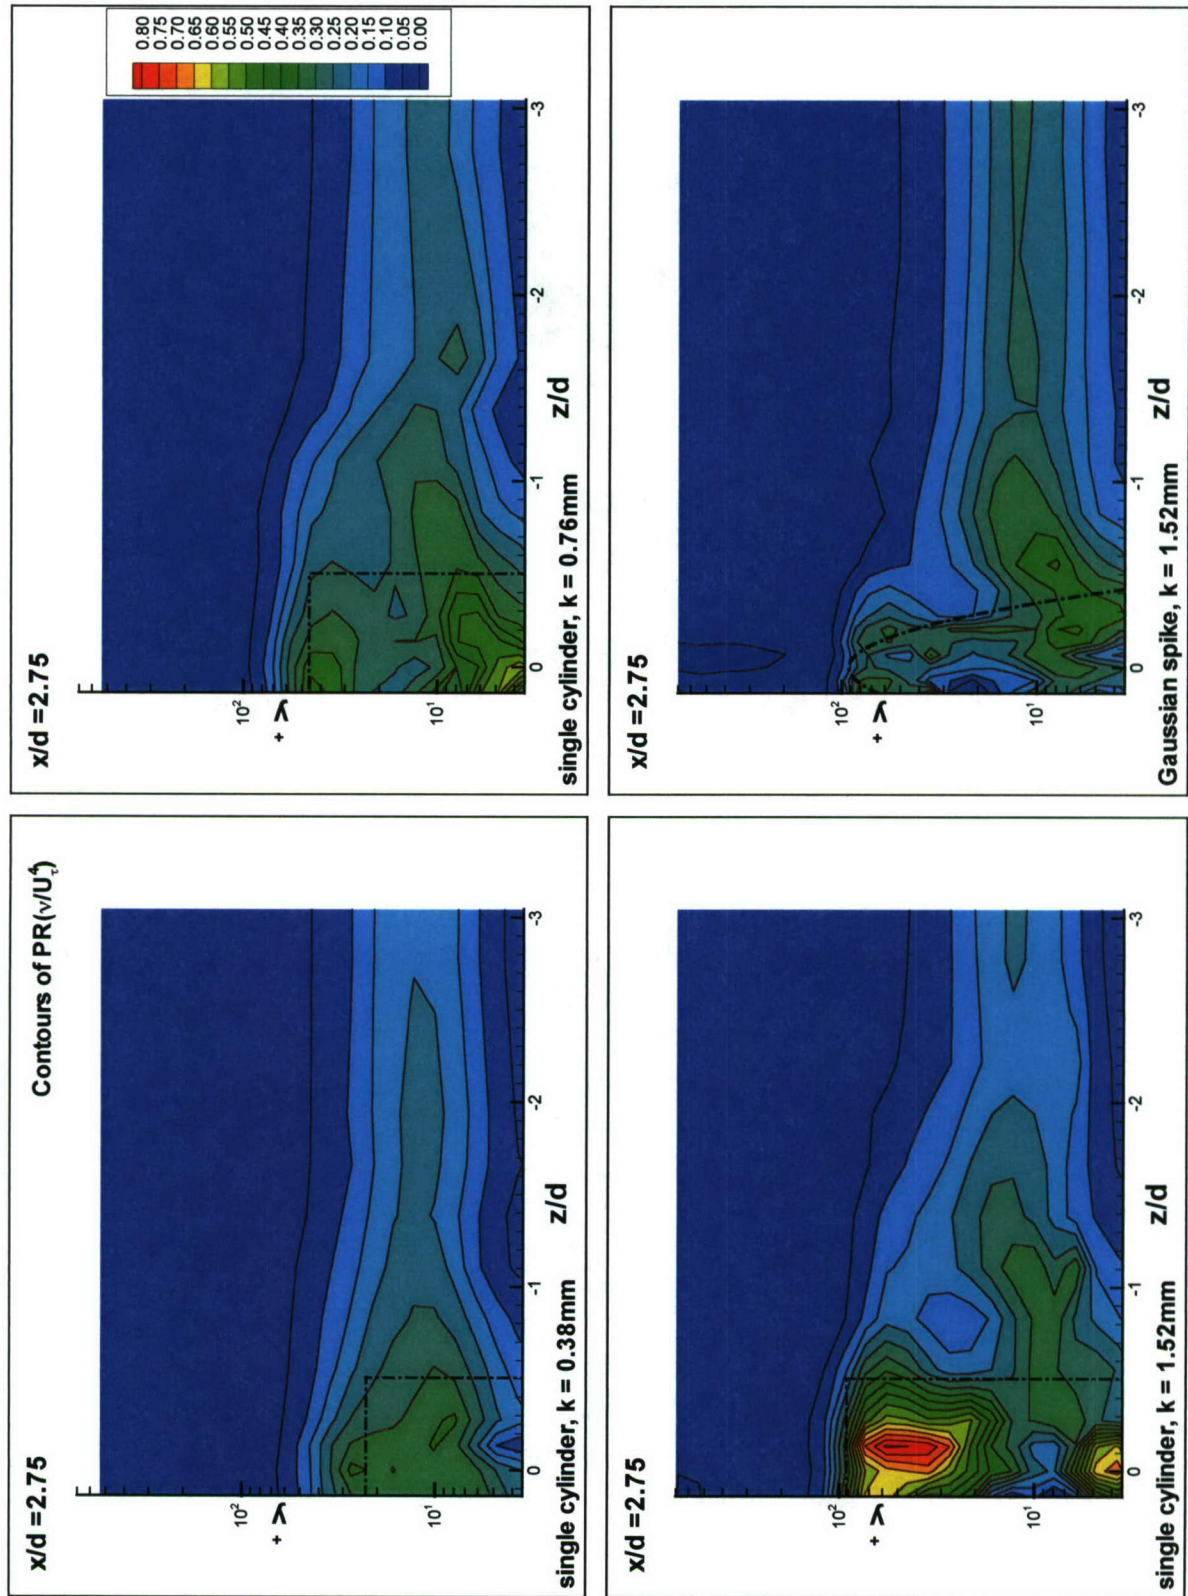 Contours of PR(ν/U⁴τ)
x/d =2.75
10²
y⁺
10¹
0 -1 -2 -3
z/d
single cylinder, k = 0.38mm
x/d =2.75
0.80
0.75
0.70
0.65
0.60
0.55
0.50
0.45
0.40
0.35
0.30
0.25
0.20
0.15
0.10
0.05
0.00
10²
y⁺
10¹
0 -1 -2 -3
z/d
single cylinder, k = 0.76mm
x/d =2.75
10²
y⁺
10¹
0 -1 -2 -3
z/d
single cylinder, k = 1.52mm
x/d =2.75
10²
y⁺
10¹
0 -1 -2 -3
z/d
Gaussian spike, k = 1.52mm